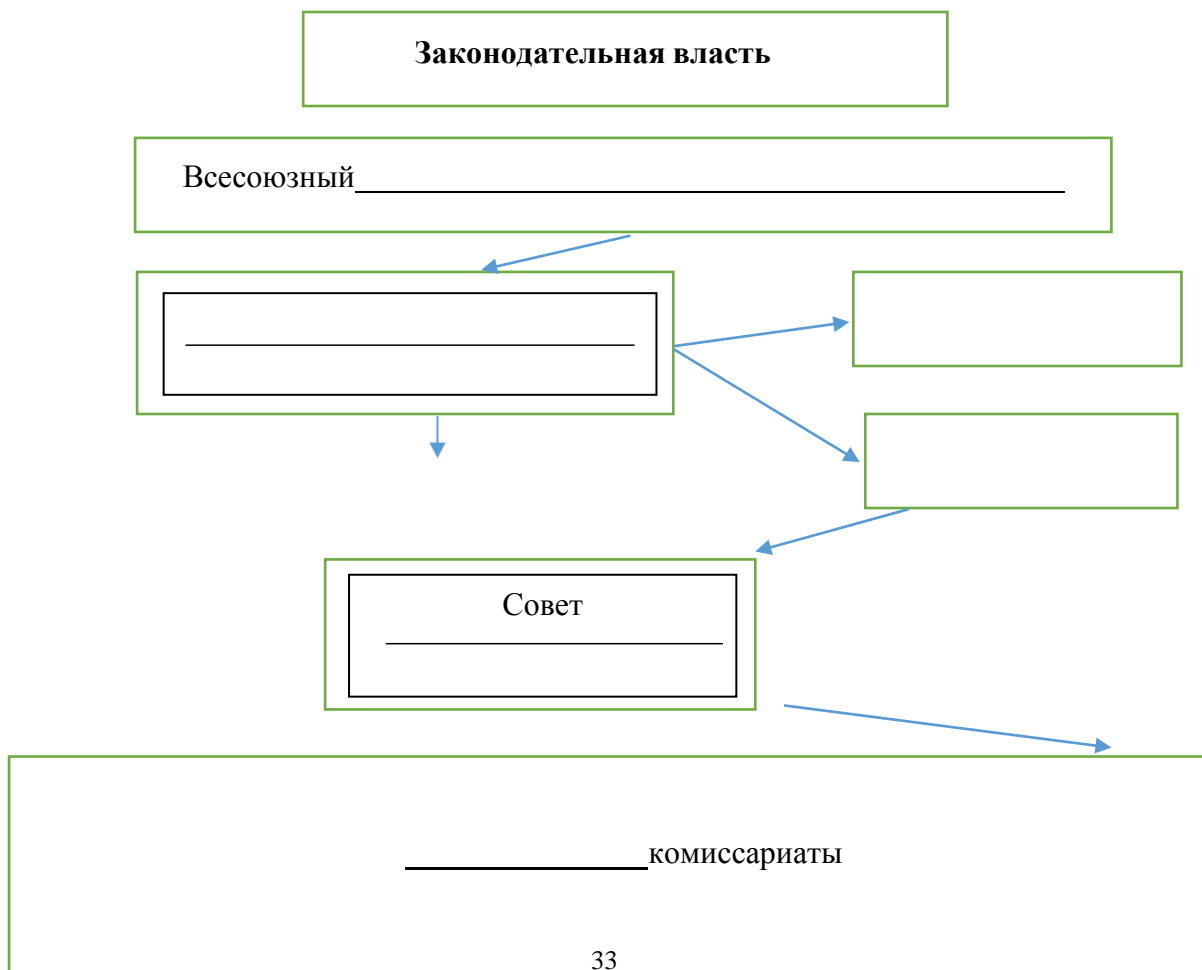 Законодательная власть
Всесоюзный
Совет
комиссариаты
33